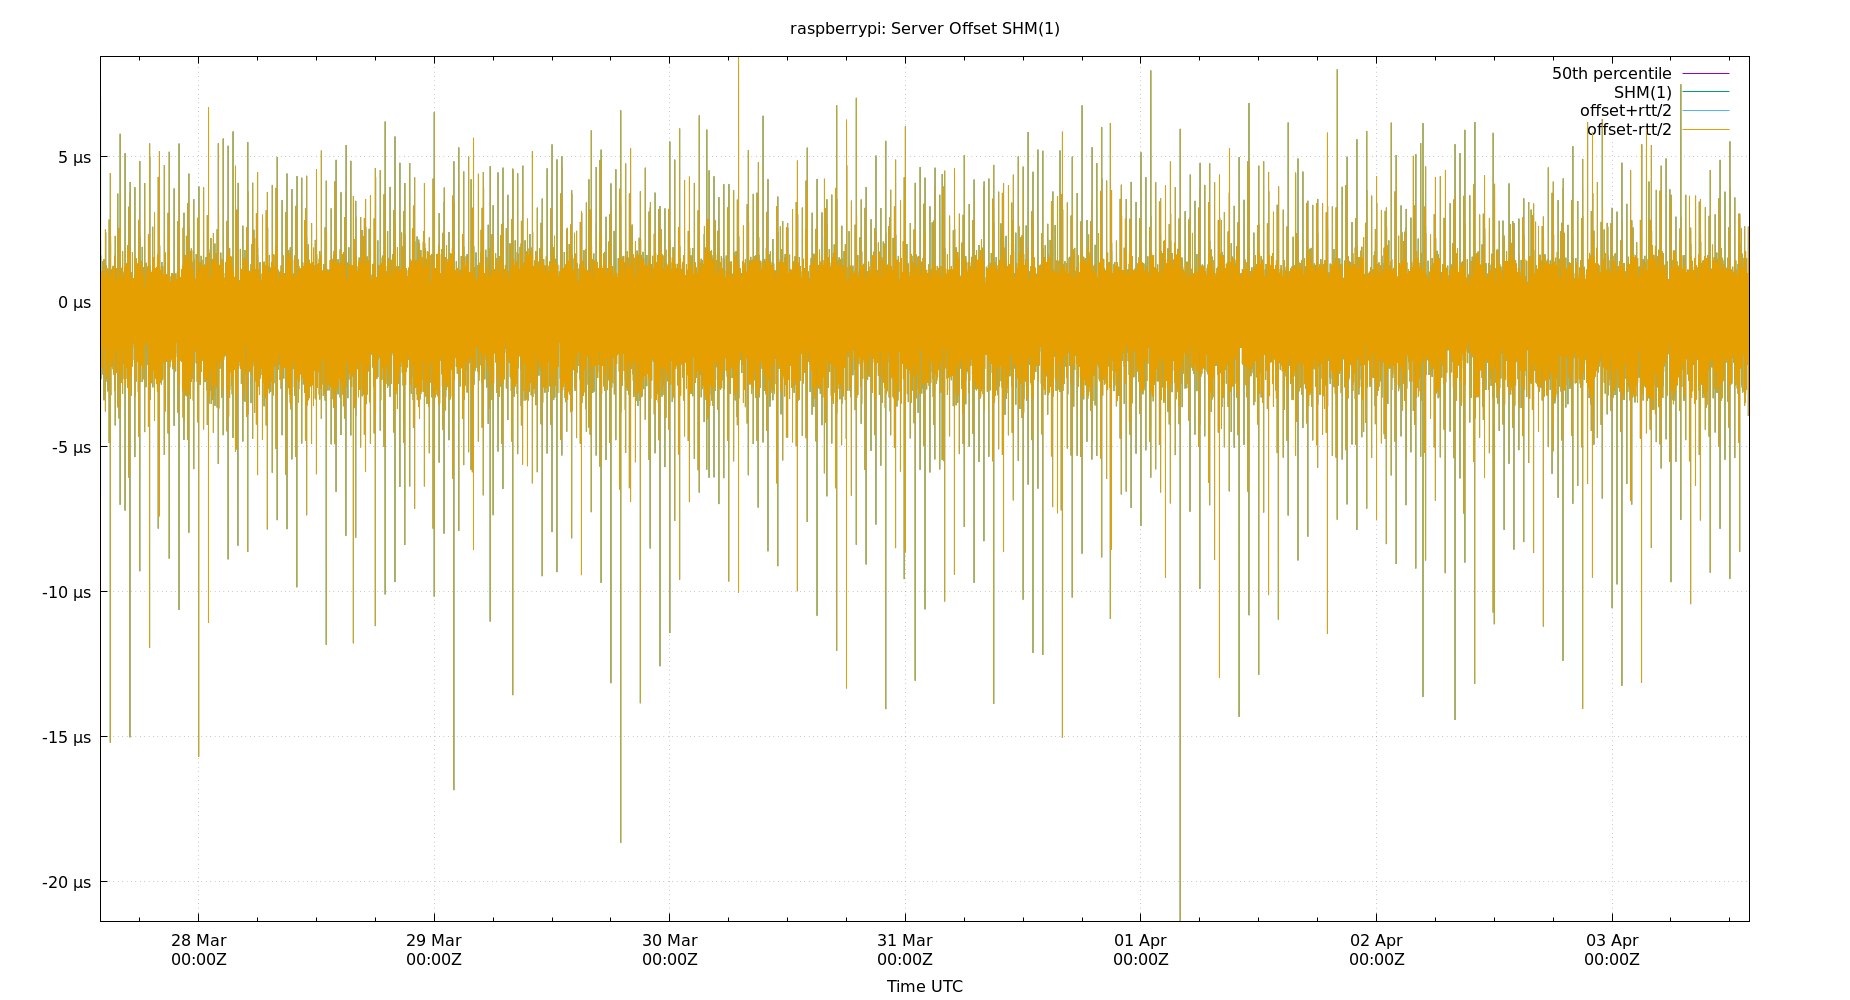 raspberrypi: Server Offset SHM(1)
50th percentile
SHM(1)
offset+rtt/2
offset-rtt/2
5 µs
0 µs
-5 µs
-10 µs
-15 µs
-20 µs
28 Mar 29 Mar 30 Mar 31 Mar 01 Apr 02 Apr 03 Apr
00:00Z 00:00Z 00:00Z 00:00Z 00:00Z 00:00Z 00:00Z
Time UTC